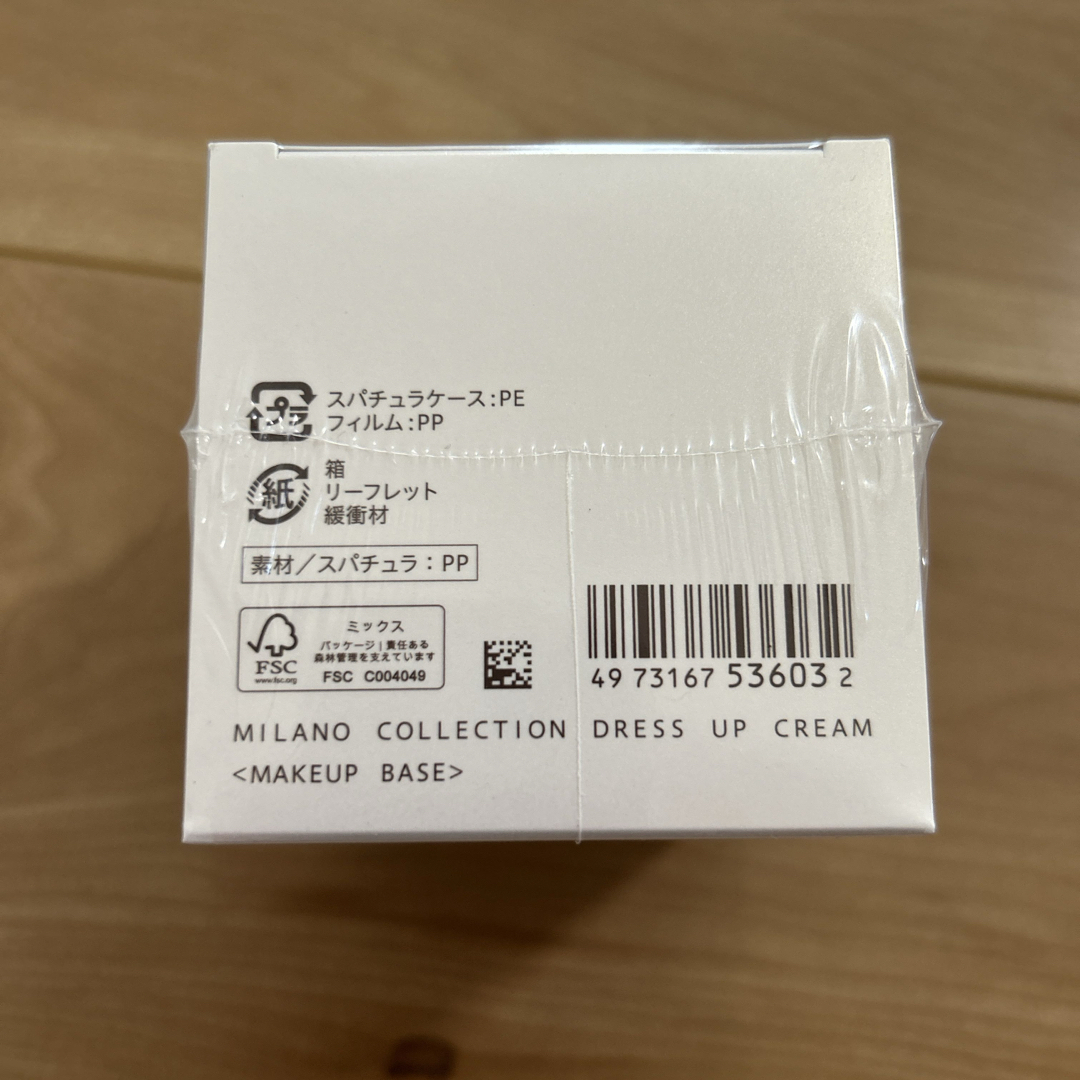 プラ
スパチュラケース:PE
フィルム:PP
紙
箱
リーフレット
緩衝材
素材/スパチュラ:PP
FSC
www.fsc.org
ミックス
パッケージ|責任ある
森林管理を支えています
FSC C004049
49 73167 53603 2
MILANO COLLECTION DRESS UP CREAM
<MAKEUP BASE>